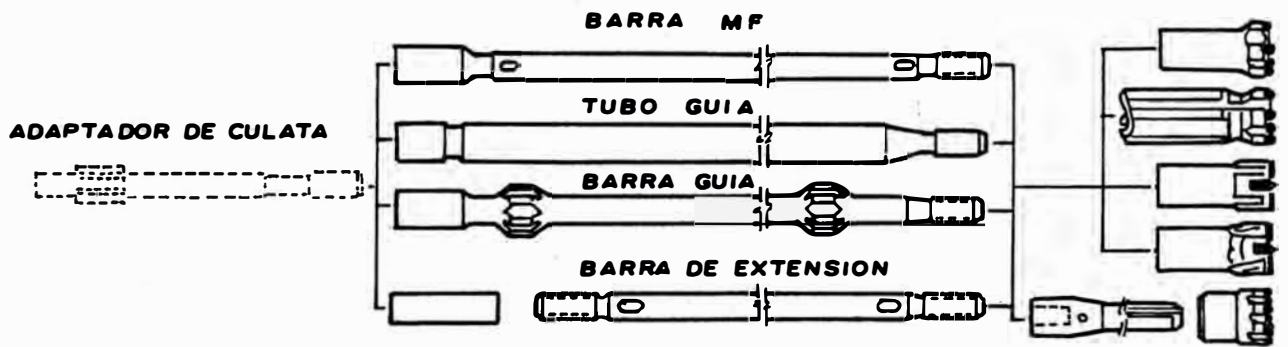 BARRA MF
TUBO GUIA
ADAPTADOR DE CULATA
BARRA GUIA
BARRA DE EXTENSION